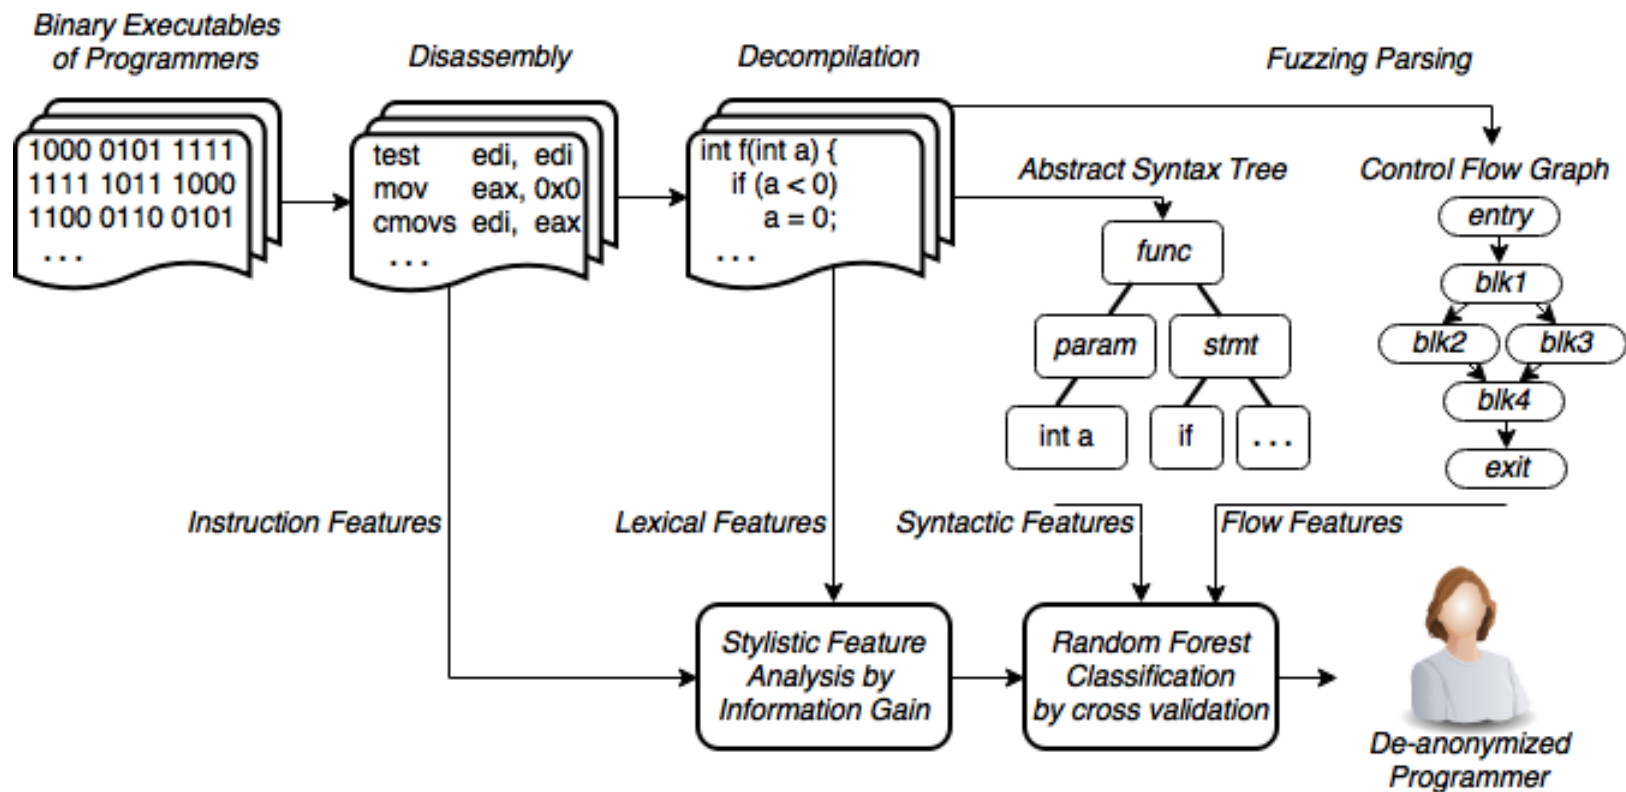 Binary Executables
of Programmers
Disassembly
Decompilation
Fuzzing Parsing
1000 0101 1111
1111 1011 1000
1100 0110 0101
...
test edi, edi
mov eax, 0x0
cmovs edi, eax
...
int f(int a) {
if (a < 0)
a = 0;
...
Abstract Syntax Tree
func
param
stmt
int a
if
...
Control Flow Graph
entry
blk1
blk2
blk3
blk4
exit
Instruction Features
Lexical Features
Syntactic Features
Flow Features
Stylistic Feature
Analysis by
Information Gain
Random Forest
Classification
by cross validation
De-anonymized
Programmer